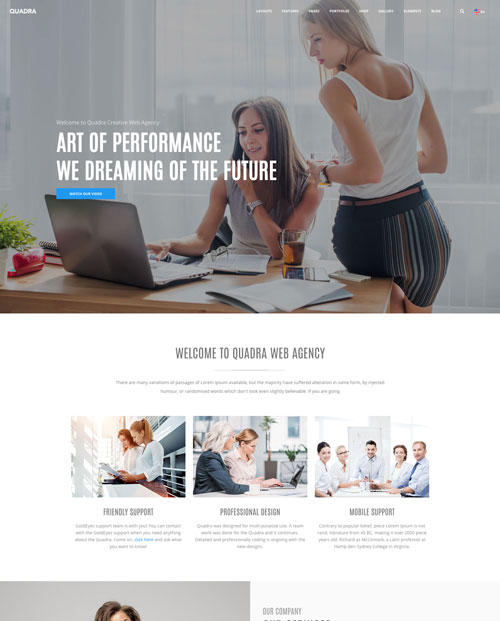 QUADRA
LAYOUTS FEATURES PAGES PORTFOLIO SHOP GALLERY ELEMENTS BLOG
Welcome to Quadra Creative Web Agency
ART OF PERFORMANCE
WE DREAMING OF THE FUTURE
WATCH OUR VIDEO
WELCOME TO QUADRA WEB AGENCY
There are many variations of passages of Lorem Ipsum available, but the majority have suffered alteration in some form, by injected
humour, or randomised words which don't look even slightly believable. If you are going
FRIENDLY SUPPORT
GoldEyes support team is with you! You can contact
with the GoldEyes support when you need anything
about the Quadra. Come on, click here and ask what
you want to know!
PROFESSIONAL DESIGN
Quadra was designed for multi-purpose use. A team
work was done for the Quadra and it continues.
Detailed and professionally coding is ongoing with the
new designs.
MOBILE SUPPORT
Contrary to popular belief, piece Lorem Ipsum is not
rand, literature from 45 BC, making it over 2000 piece
years old. Richard at McClintock, a Latin professor at
Hamp den-Sydney College in Virginia.
OUR COMPANY